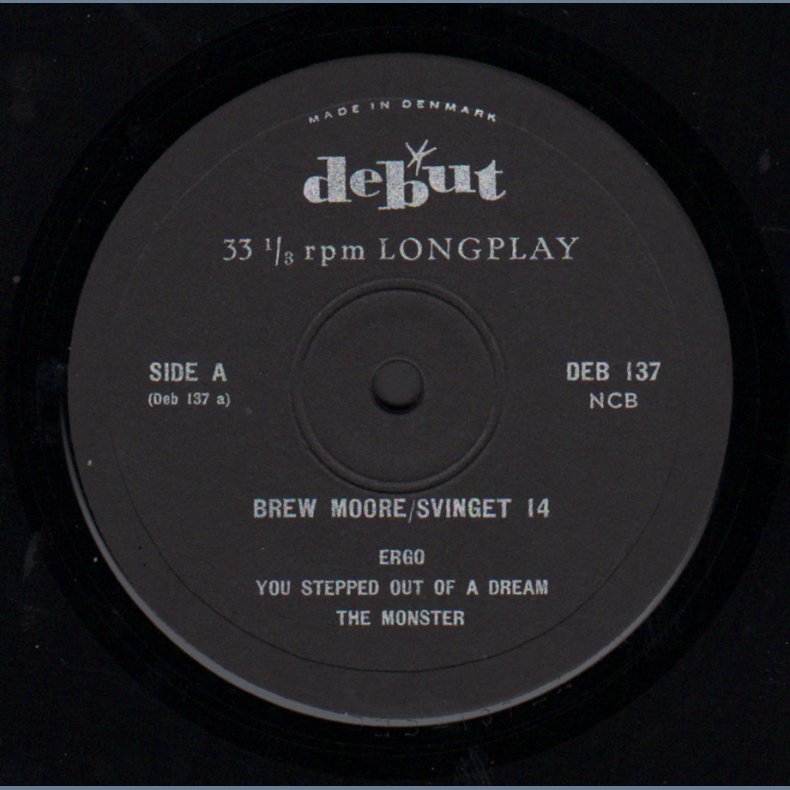 MADE IN DENMARK
debut
33 1/3 rpm LONGPLAY
SIDE A
(Deb 137 a)
DEB 137
NCB
BREW MOORE/SVINGET 14
ERGO
YOU STEPPED OUT OF A DREAM
THE MONSTER